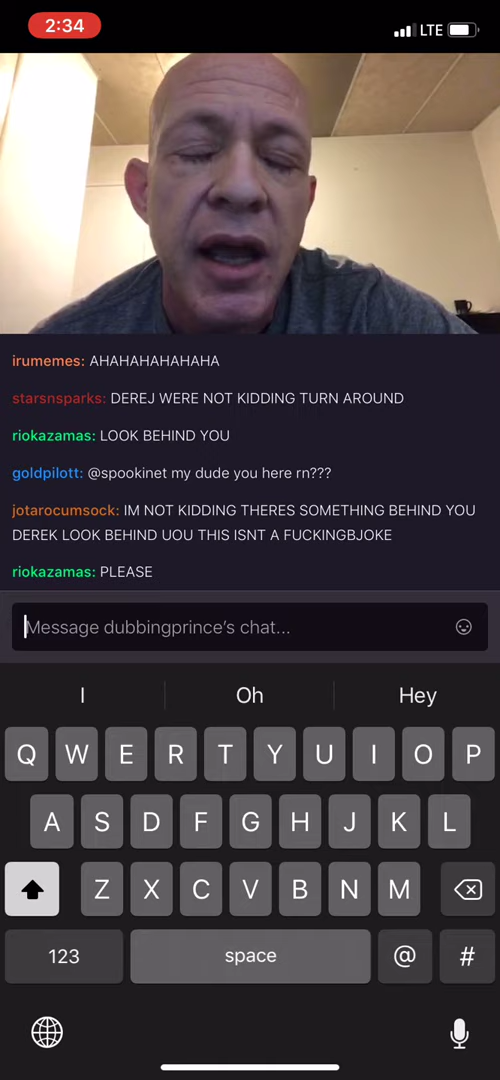 2:34
LTE
irumemes: AHAHAHAHAHAHA
starsnsparks: DEREJ WERE NOT KIDDING TURN AROUND
riokazamas: LOOK BEHIND YOU
goldpilott: @spookinet my dude you here rn???
jotarocumsock: IM NOT KIDDING THERES SOMETHING BEHIND YOU
DEREK LOOK BEHIND UOU THIS ISNT A FUCKINGBJOKE
riokazamas: PLEASE
Message dubbingprince’s chat...
I Oh Hey
Q W E R T Y U I O P
A S D F G H J K L
Z X C V B N M
123 space @ #